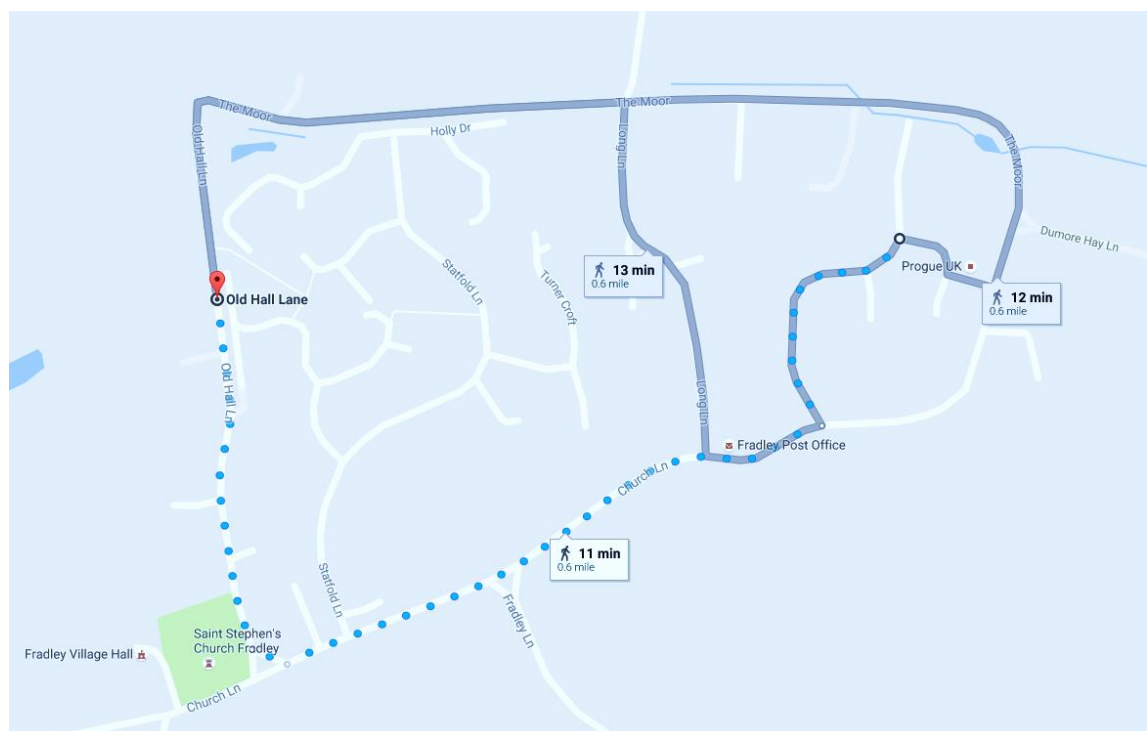 The Moor
The Moor
Old Hall Ln
Holly Dr
Long Ln
The Moor
Dumore Hay Ln
13 min
0.6 mile
Statfold Ln
Turner Croft
Progue UK
12 min
0.6 mile
Old Hall Lane
Old Hall Ln
Long Ln
Fradley Post Office
Church Ln
11 min
0.6 mile
Statfold Ln
Fradley Ln
Saint Stephen's
Church Fradley
Fradley Village Hall
Church Ln